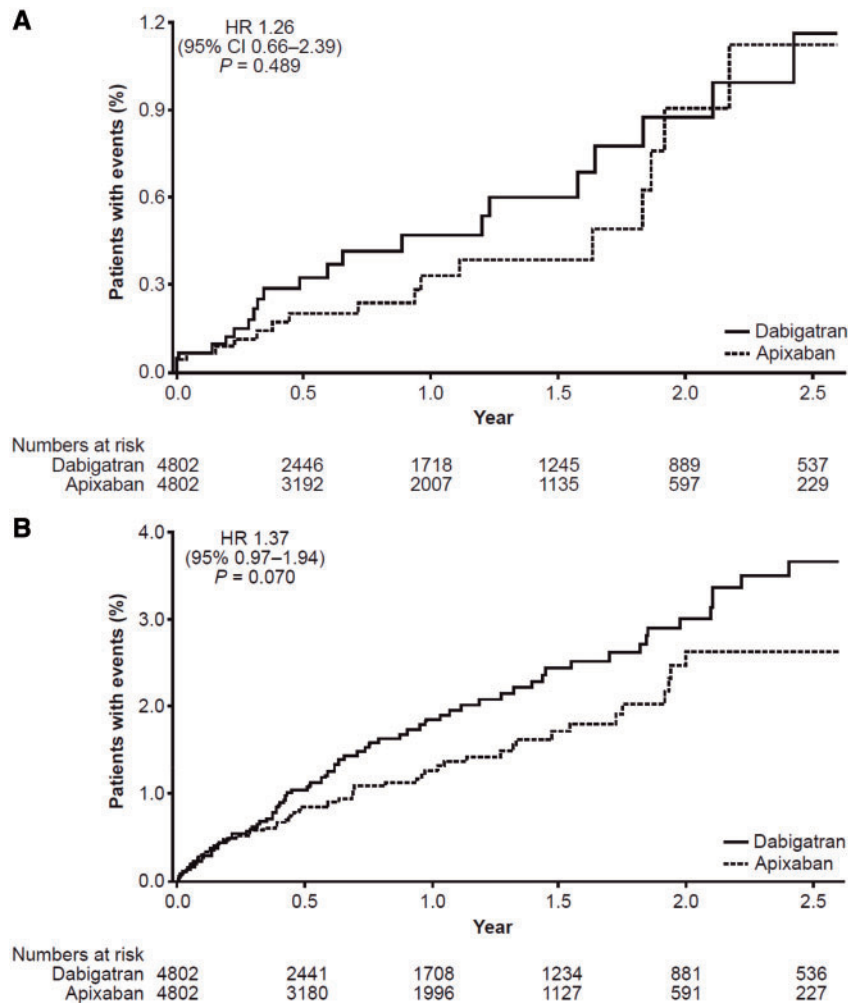 A
HR 1.26
(95% CI 0.66–2.39)
P = 0.489
1.2
0.9
0.6
0.3
0.0
Patients with events (%)
Dabigatran
Apixaban
0.0 0.5 1.0 1.5 2.0 2.5
Year
Numbers at risk
Dabigatran 4802 2446 1718 1245 889 537
Apixaban 4802 3192 2007 1135 597 229
B
HR 1.37
(95% 0.97–1.94)
P = 0.070
4.0
3.0
2.0
1.0
0.0
Patients with events (%)
Dabigatran
Apixaban
0.0 0.5 1.0 1.5 2.0 2.5
Year
Numbers at risk
Dabigatran 4802 2441 1708 1234 881 536
Apixaban 4802 3180 1996 1127 591 227